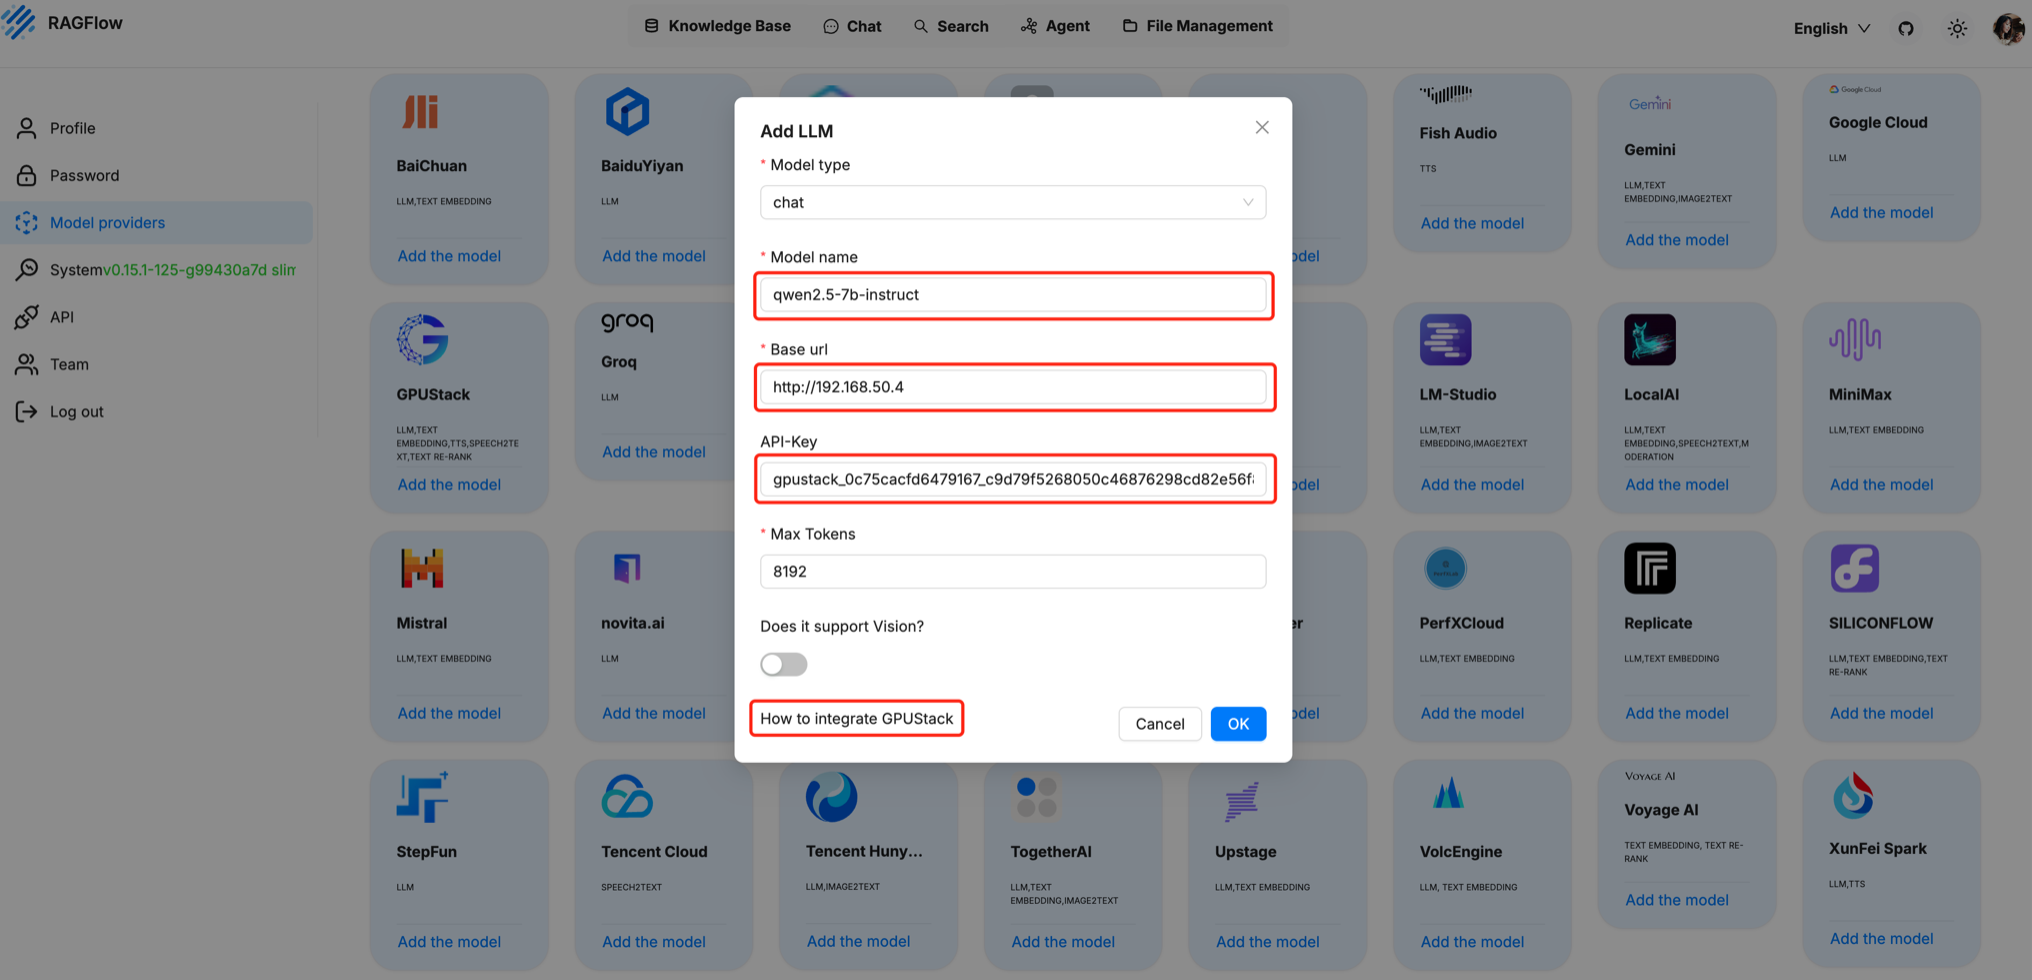 RAGFlow
Knowledge Base
Chat
Search
Agent
File Management
English
Profile
Password
Model providers
Systemv0.15.1-125-g99430a7d slim
API
Team
Log out
BaiChuan
LLM,TEXT EMBEDDING
Add the model
BaiduYiyan
LLM
Add the model
Fish Audio
TTS
Add the model
Gemini
Gemini
LLM,TEXT
EMBEDDING,IMAGE2TEXT
Add the model
Google Cloud
Google Cloud
LLM
Add the model
Add LLM
* Model type
chat
* Model name
qwen2.5-7b-instruct
* Base url
http://192.168.50.4
API-Key
gpustack_0c75cacfd6479167_c9d79f5268050c46876298cd82e56f
* Max Tokens
8192
Does it support Vision?
How to integrate GPUStack
Cancel
OK
GPUStack
LLM,TEXT
EMBEDDING,TTS,SPEECH2TE
XT,TEXT RE-RANK
Add the model
groq
Groq
LLM
Add the model
LM-Studio
LLM,TEXT
EMBEDDING,IMAGE2TEXT
Add the model
LocalAI
LLM,TEXT
EMBEDDING,SPEECH2TEXT,M
ODERATION
Add the model
MiniMax
LLM,TEXT EMBEDDING
Add the model
Mistral
LLM,TEXT EMBEDDING
Add the model
novita.ai
LLM
Add the model
PerfXCloud
LLM,TEXT EMBEDDING
Add the model
Replicate
LLM,TEXT EMBEDDING
Add the model
SILICONFLOW
LLM,TEXT EMBEDDING,TEXT
RE-RANK
Add the model
StepFun
LLM
Add the model
Tencent Cloud
SPEECH2TEXT
Add the model
Tencent Huny...
LLM,IMAGE2TEXT
Add the model
TogetherAI
LLM,TEXT
EMBEDDING,IMAGE2TEXT
Add the model
Upstage
LLM,TEXT EMBEDDING
Add the model
VolcEngine
LLM, TEXT EMBEDDING
Add the model
VOYAGE AI
Voyage AI
TEXT EMBEDDING, TEXT RE-
RANK
Add the model
XunFei Spark
LLM,TTS
Add the model